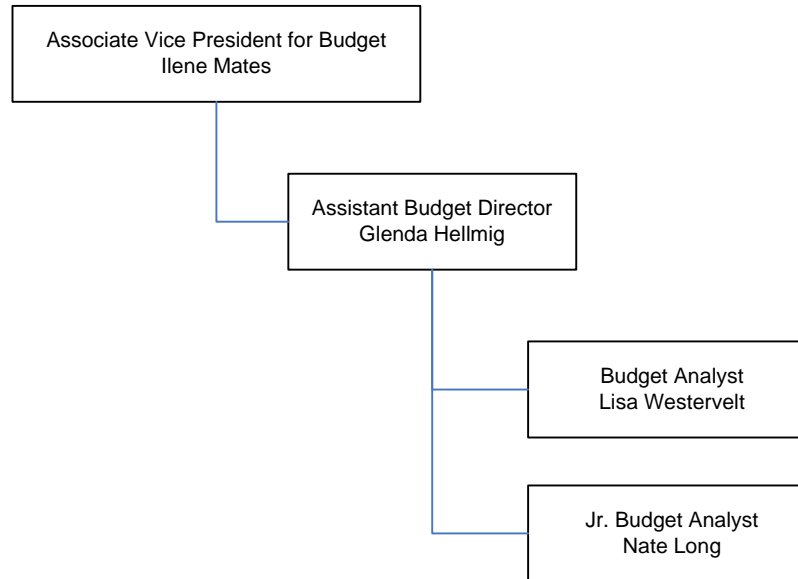 Associate Vice President for Budget
Ilene Mates
Assistant Budget Director
Glenda Hellmig
Budget Analyst
Lisa Westervelt
Jr. Budget Analyst
Nate Long